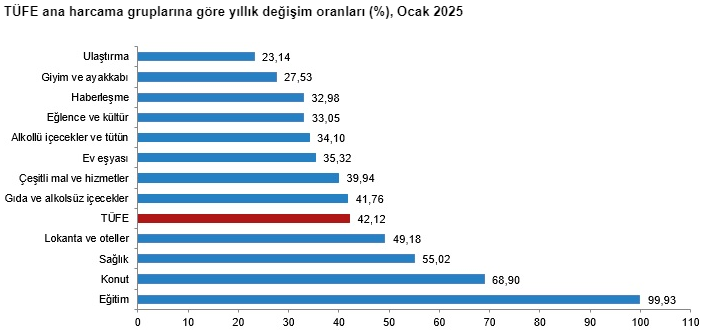 TÜFE ana harcama gruplarına göre yıllık değişim oranları (%), Ocak 2025
Ulaştırma 23,14
Giyim ve ayakkabı 27,53
Haberleşme 32,98
Eğlence ve kültür 33,05
Alkollü içecekler ve tütün 34,10
Ev eşyası 35,32
Çeşitli mal ve hizmetler 39,94
Gıda ve alkolsüz içecekler 41,76
TÜFE 42,12
Lokanta ve oteller 49,18
Sağlık 55,02
Konut 68,90
Eğitim 99,93
0 10 20 30 40 50 60 70 80 90 100 110